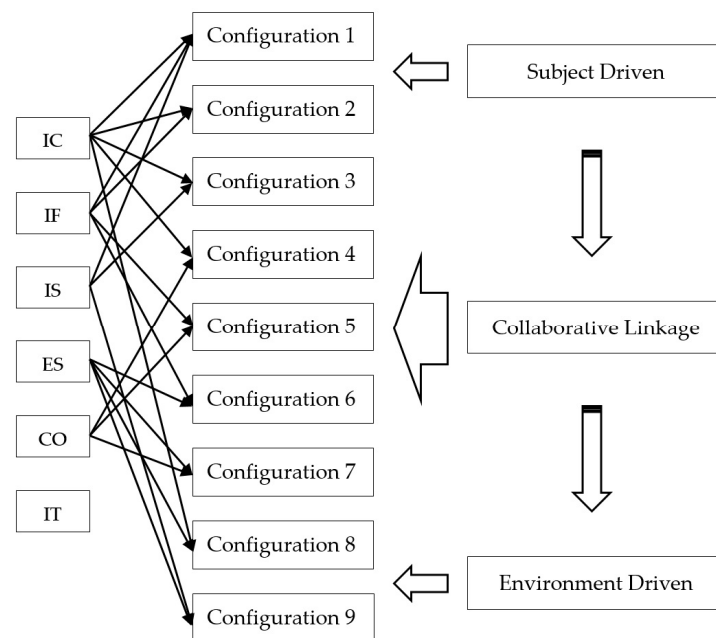 IC
IF
IS
ES
CO
IT
Configuration 1
Configuration 2
Configuration 3
Configuration 4
Configuration 5
Configuration 6
Configuration 7
Configuration 8
Configuration 9
Subject Driven
Collaborative Linkage
Environment Driven